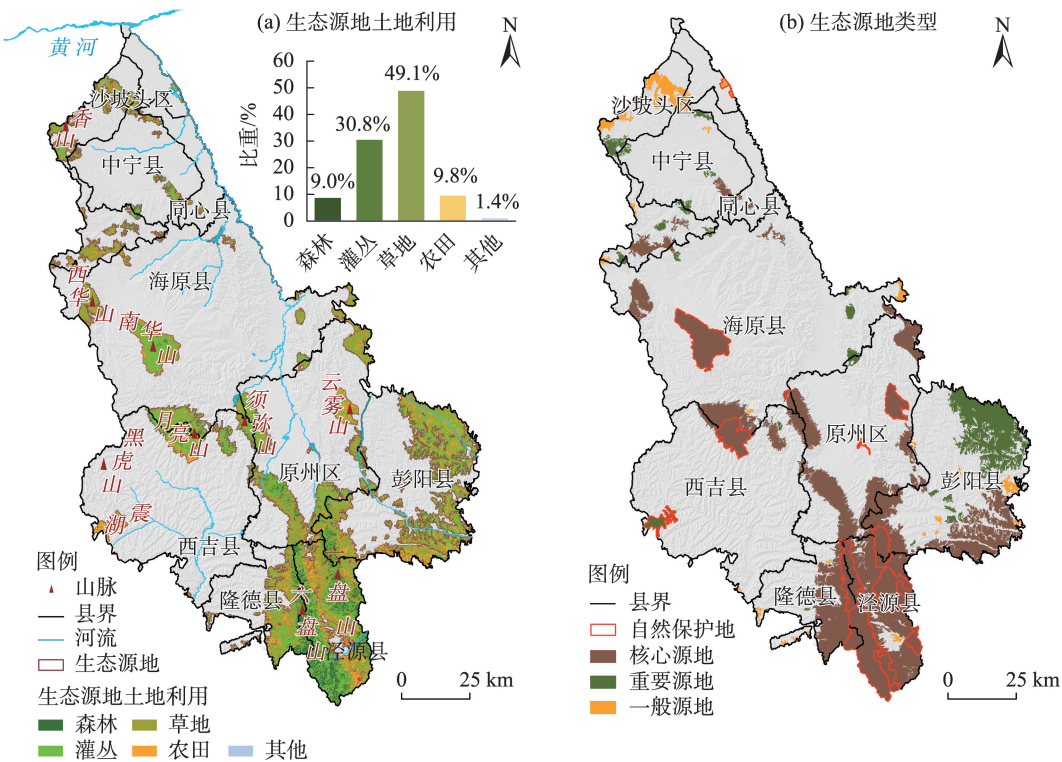 (a) 生态源地土地利用
N
黄河
60
50
40
30
20
10
0
比重/%
9.0%
30.8%
49.1%
9.8%
1.4%
森林
灌丛
草地
农田
其他
沙坡头区
香山
中宁县
同心县
海原县
西华山
南华山
须弥山
云雾山
月亮山
黑虎山
原州区
彭阳县
震湖
西吉县
隆德县
六盘山
盘山
泾源县
图例
山脉
县界
河流
生态源地
生态源地土地利用
森林
草地
灌丛
农田
其他
0 25 km
(b) 生态源地类型
N
沙坡头区
中宁县
同心县
海原县
原州区
西吉县
彭阳县
隆德县
泾源县
图例
县界
自然保护地
核心源地
重要源地
一般源地
0 25 km